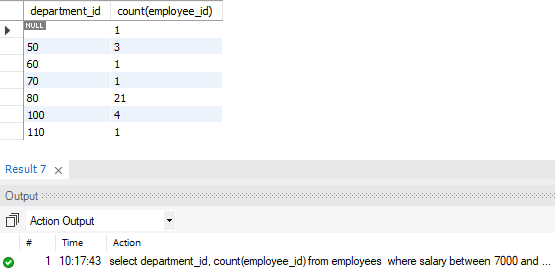 department_id count(employee_id)
NULL 1
50 3
60 1
70 1
80 21
100 4
110 1
Result 7
Output
Action Output
# Time Action
1 10:17:43 select department_id, count(employee_id) from employees where salary between 7000 and ...